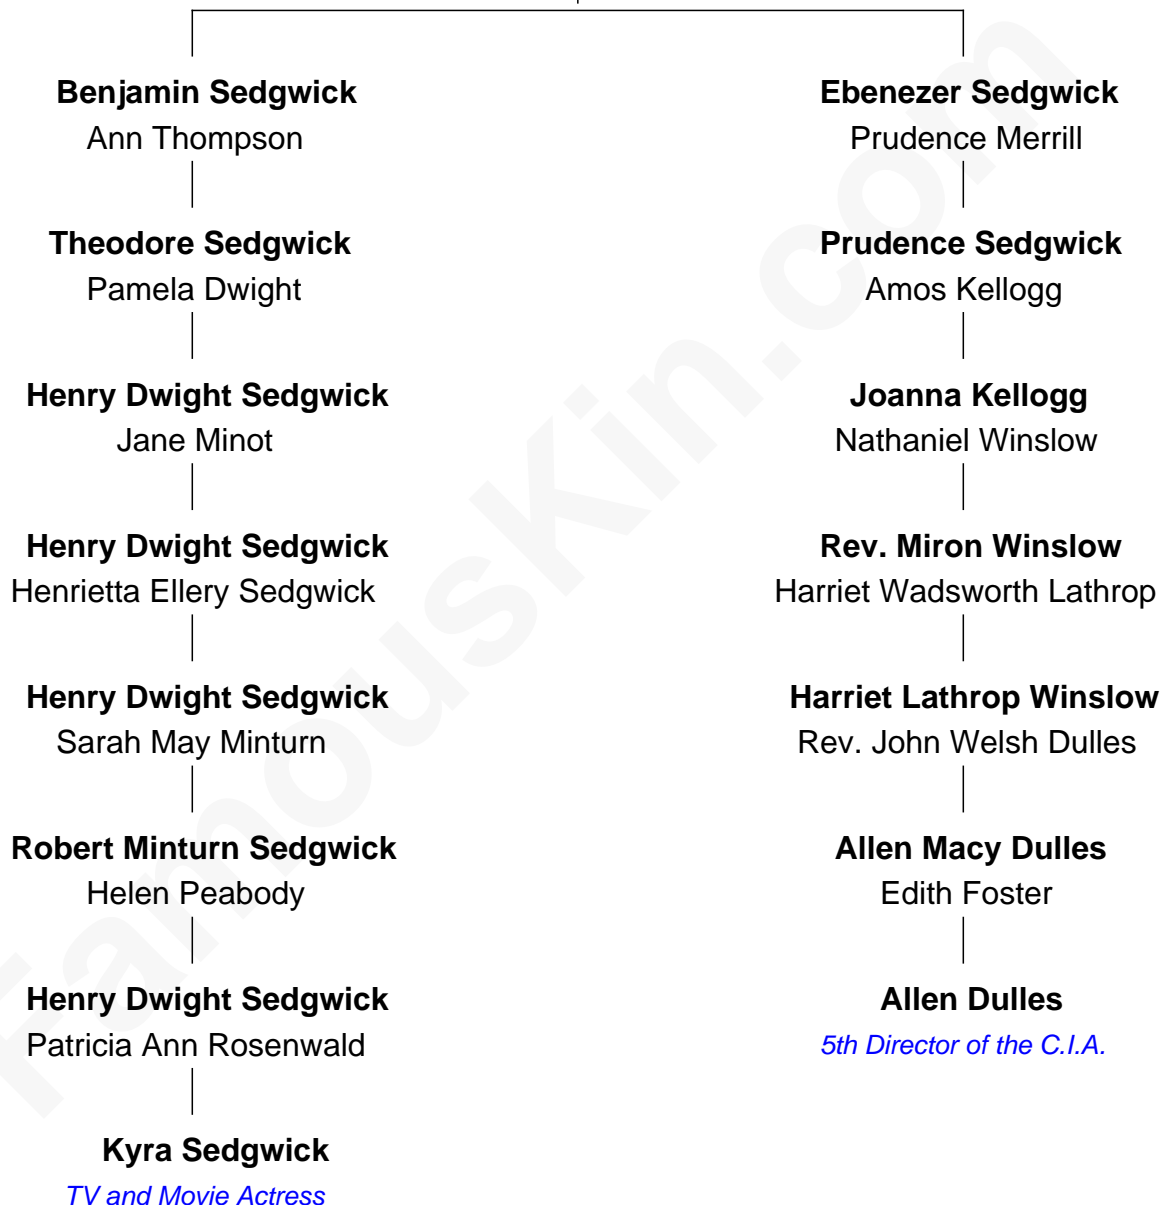 Benjamin Sedgwick
Ann Thompson
Theodore Sedgwick
Pamela Dwight
Henry Dwight Sedgwick
Jane Minot
Henry Dwight Sedgwick
Henrietta Ellery Sedgwick
Henry Dwight Sedgwick
Sarah May Minturn
Robert Minturn Sedgwick
Helen Peabody
Henry Dwight Sedgwick
Patricia Ann Rosenwald
Kyra Sedgwick
TV and Movie Actress
Ebenezer Sedgwick
Prudence Merrill
Prudence Sedgwick
Amos Kellogg
Joanna Kellogg
Nathaniel Winslow
Rev. Miron Winslow
Harriet Wadsworth Lathrop
Harriet Lathrop Winslow
Rev. John Welsh Dulles
Allen Macy Dulles
Edith Foster
Allen Dulles
5th Director of the C.I.A.
FamousKin.com